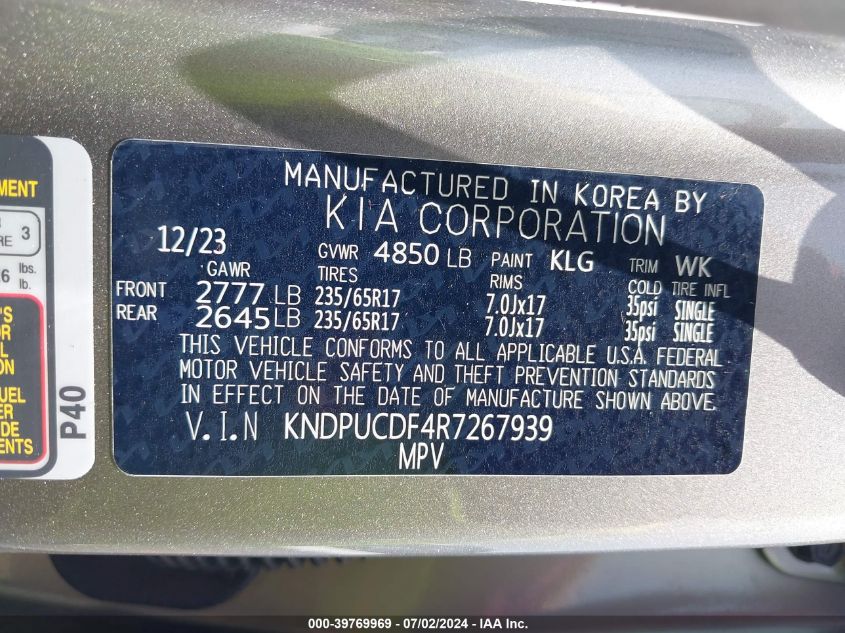 MANUFACTURED IN KOREA BY
KIA CORPORATION
12/23 GVWR 4850 LB PAINT KLG TRIM WK
GAWR TIRES RIMS COLD TIRE INFL
FRONT 2777 LB 235/65R17 7.0Jx17 35psi SINGLE
REAR 2645 LB 235/65R17 7.0Jx17 35psi SINGLE
THIS VEHICLE CONFORMS TO ALL APPLICABLE U.S.A. FEDERAL
MOTOR VEHICLE SAFETY AND THEFT PREVENTION STANDARDS
IN EFFECT ON THE DATE OF MANUFACTURE SHOWN ABOVE.
V.I.N KNDPUCDF4R7267939
MPV
3
lbs.
lb.
P40
000-39769969 | 07/02/2024 | IAA Inc.